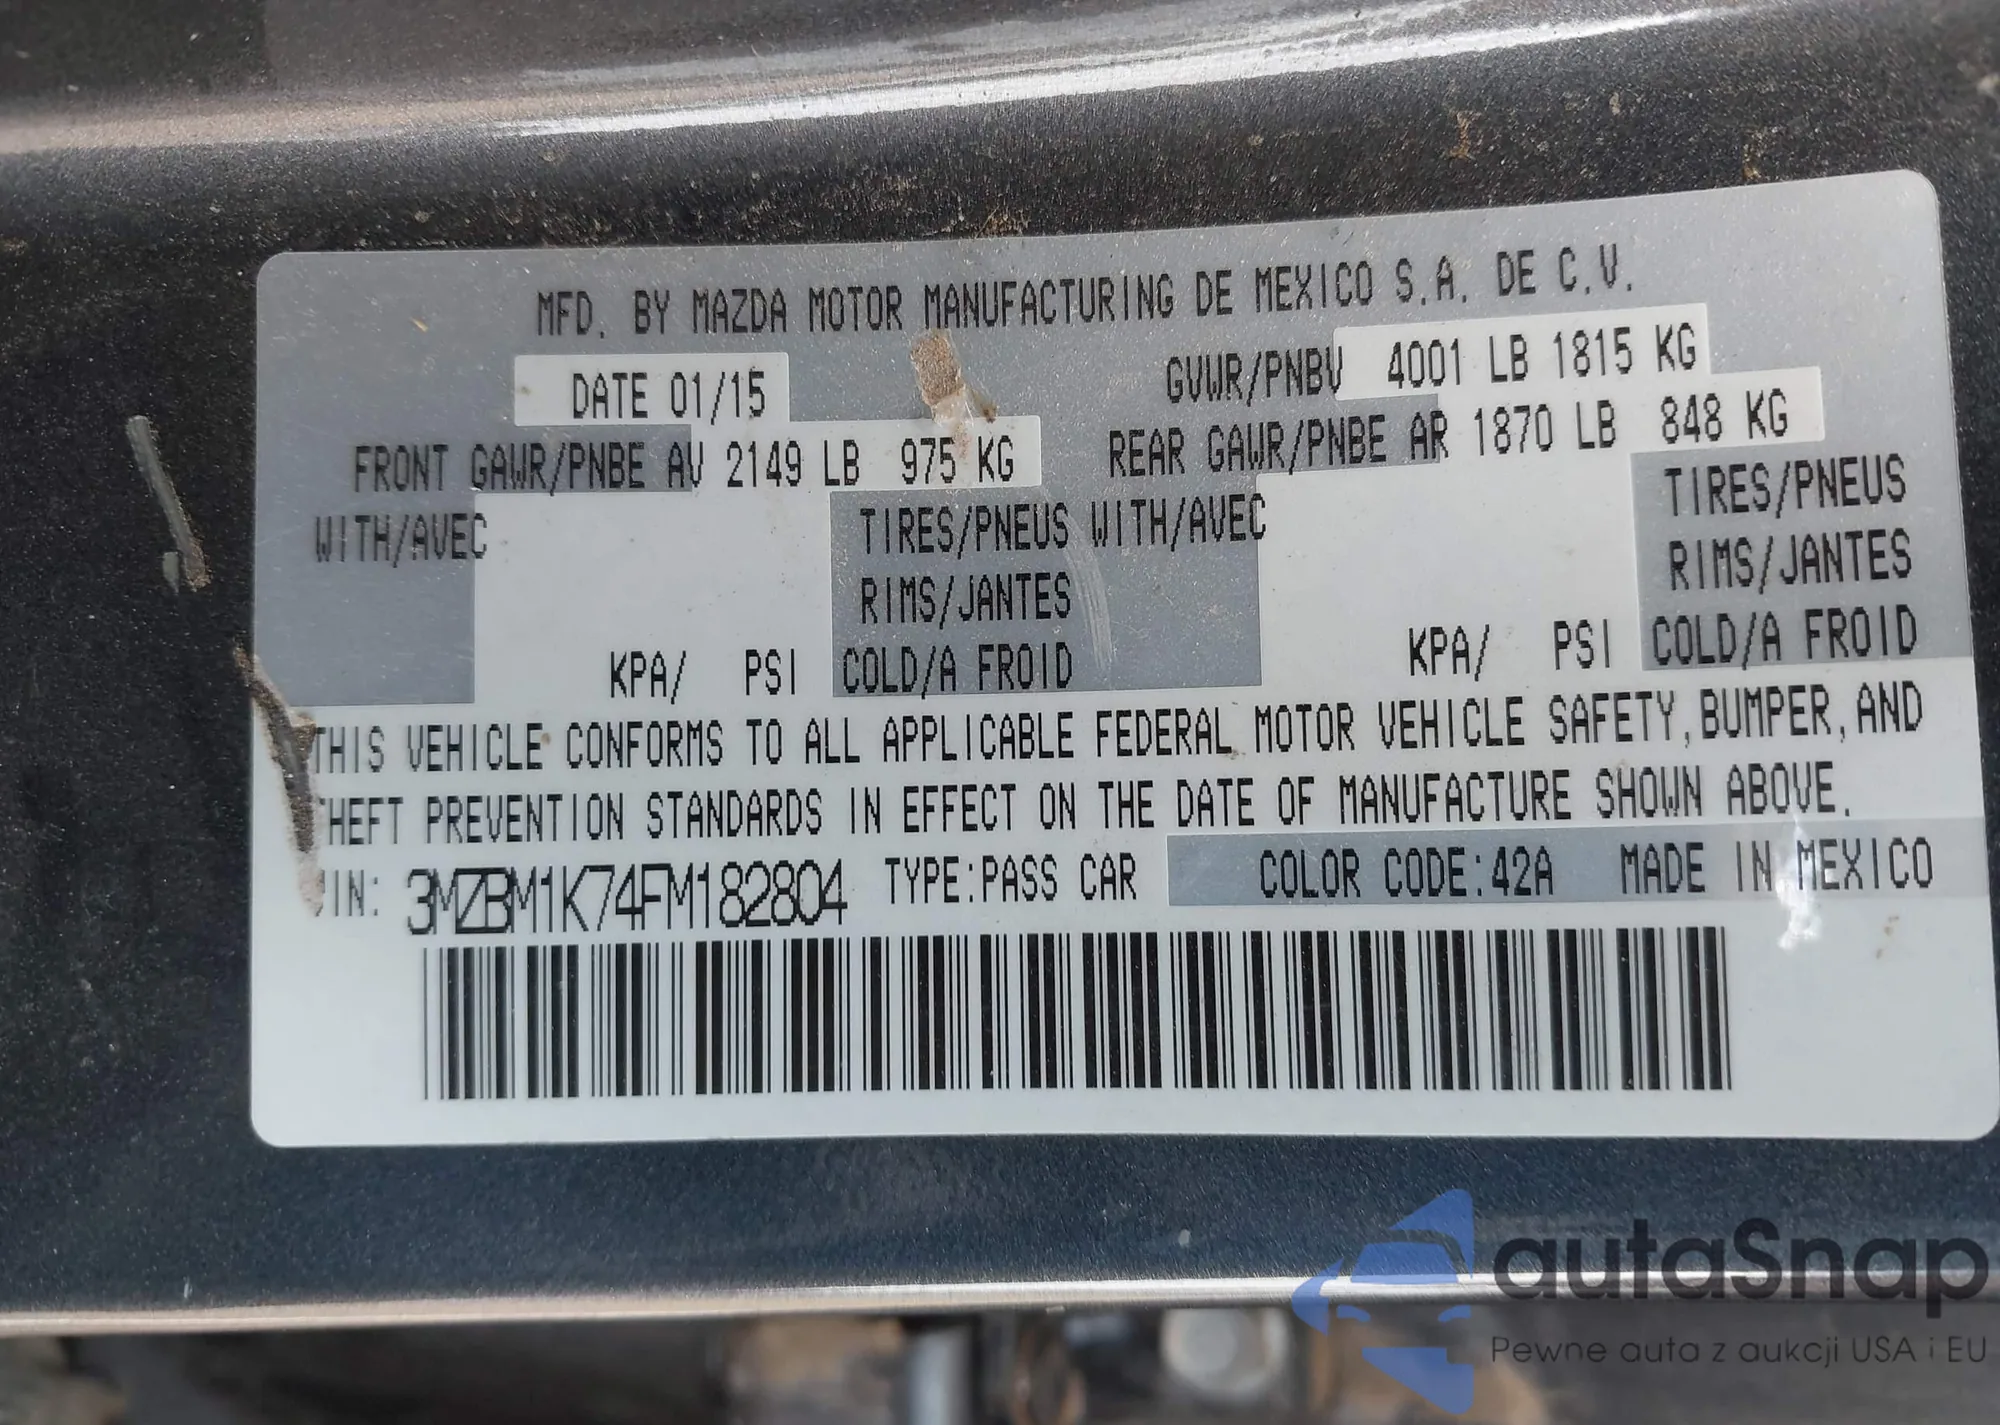 MFD. BY MAZDA MOTOR MANUFACTURING DE MEXICO S.A. DE C.V.
DATE 01/15 GVWR/PNBV 4001 LB 1815 KG
FRONT GAWR/PNBE AV 2149 LB 975 KG REAR GAWR/PNBE AR 1870 LB 848 KG
WITH/AVEC TIRES/PNEUS WITH/AVEC TIRES/PNEUS
RIMS/JANTES RIMS/JANTES
KPA/ PSI COLD/A FROID KPA/ PSI COLD/A FROID
THIS VEHICLE CONFORMS TO ALL APPLICABLE FEDERAL MOTOR VEHICLE SAFETY, BUMPER, AND
THEFT PREVENTION STANDARDS IN EFFECT ON THE DATE OF MANUFACTURE SHOWN ABOVE.
VIN: 3MZBM1K74FM182804 TYPE:PASS CAR COLOR CODE:42A MADE IN MEXICO
autaSnap
Pewne auta z aukcji USA i EU